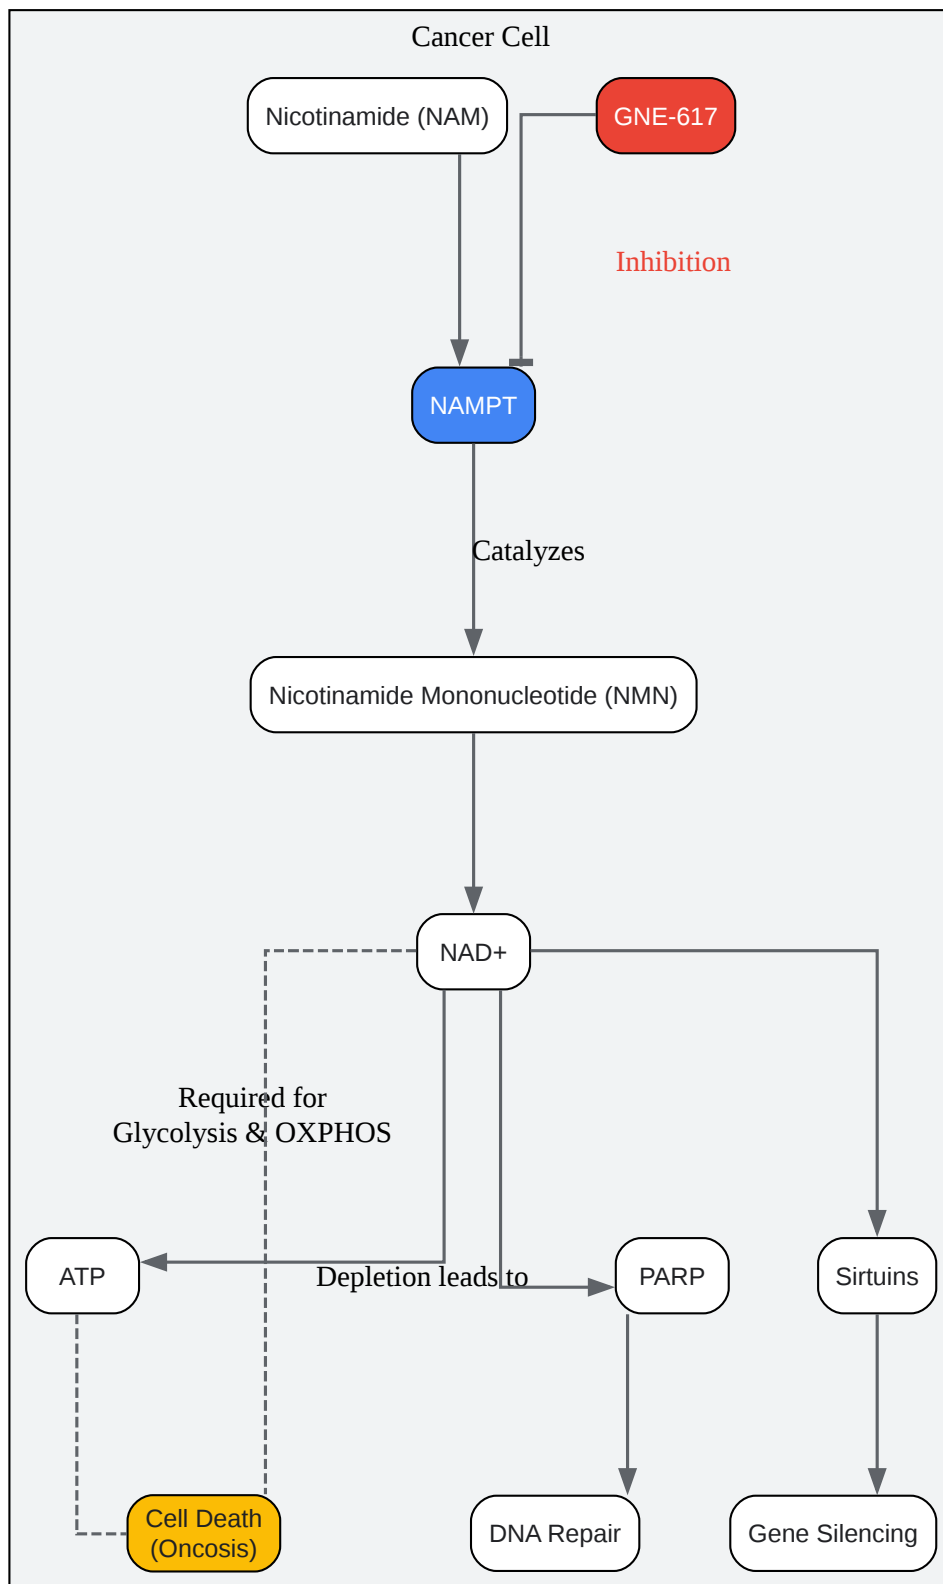 Cancer Cell
Nicotinamide (NAM)
GNE-617
Inhibition
NAMPT
Catalyzes
Nicotinamide Mononucleotide (NMN)
NAD+
Required for
Glycolysis & OXPHOS
ATP
Depletion leads to
PARP
Sirtuins
Cell Death
(Oncosis)
DNA Repair
Gene Silencing